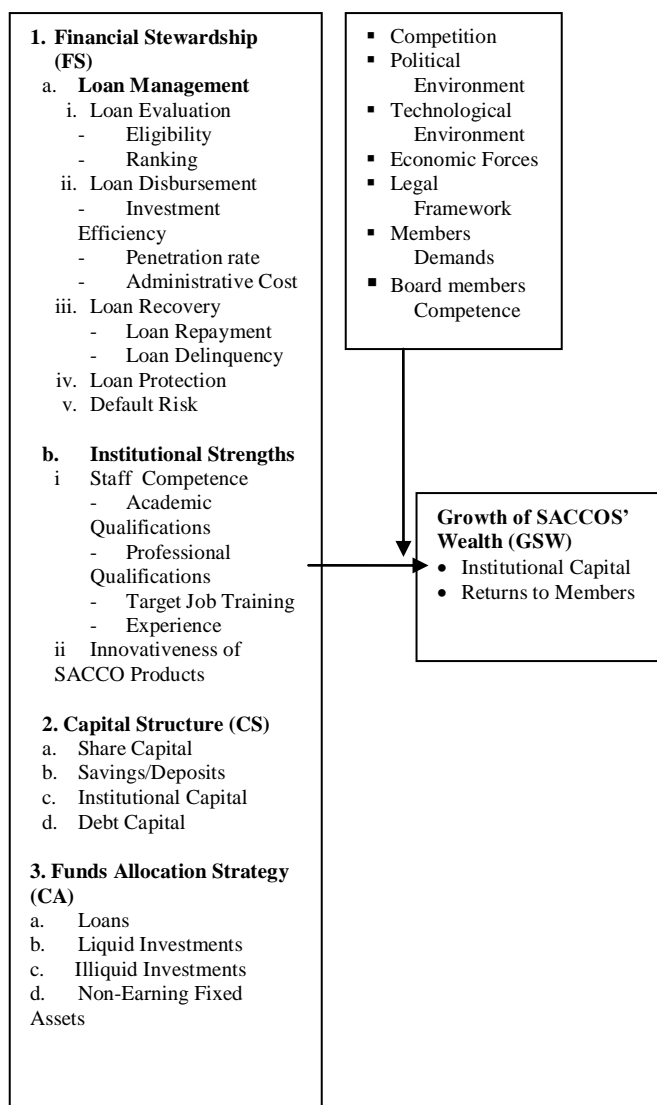 1. Financial Stewardship
(FS)
a. Loan Management
i. Loan Evaluation
- Eligibility
- Ranking
ii. Loan Disbursement
- Investment
Efficiency
- Penetration rate
- Administrative Cost
iii. Loan Recovery
- Loan Repayment
- Loan Delinquency
iv. Loan Protection
v. Default Risk
b. Institutional Strengths
i Staff Competence
- Academic
Qualifications
- Professional
Qualifications
- Target Job Training
- Experience
ii Innovativeness of
SACCO Products
2. Capital Structure (CS)
a. Share Capital
b. Savings/Deposits
c. Institutional Capital
d. Debt Capital
3. Funds Allocation Strategy
(CA)
a. Loans
b. Liquid Investments
c. Illiquid Investments
d. Non-Earning Fixed
Assets
▪ Competition
▪ Political
Environment
▪ Technological
Environment
▪ Economic Forces
▪ Legal
Framework
▪ Members
Demands
▪ Board members
Competence
Growth of SACCOS'
Wealth (GSW)
• Institutional Capital
• Returns to Members